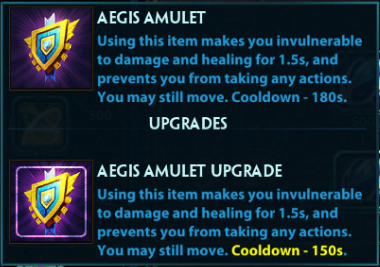 AEGIS AMULET
Using this item makes you invulnerable
to damage and healing for 1.5s, and
prevents you from taking any actions.
You may still move. Cooldown - 180s.
UPGRADES
AEGIS AMULET UPGRADE
Using this item makes you invulnerable
to damage and healing for 1.5s, and
prevents you from taking any actions.
You may still move. Cooldown - 150s.